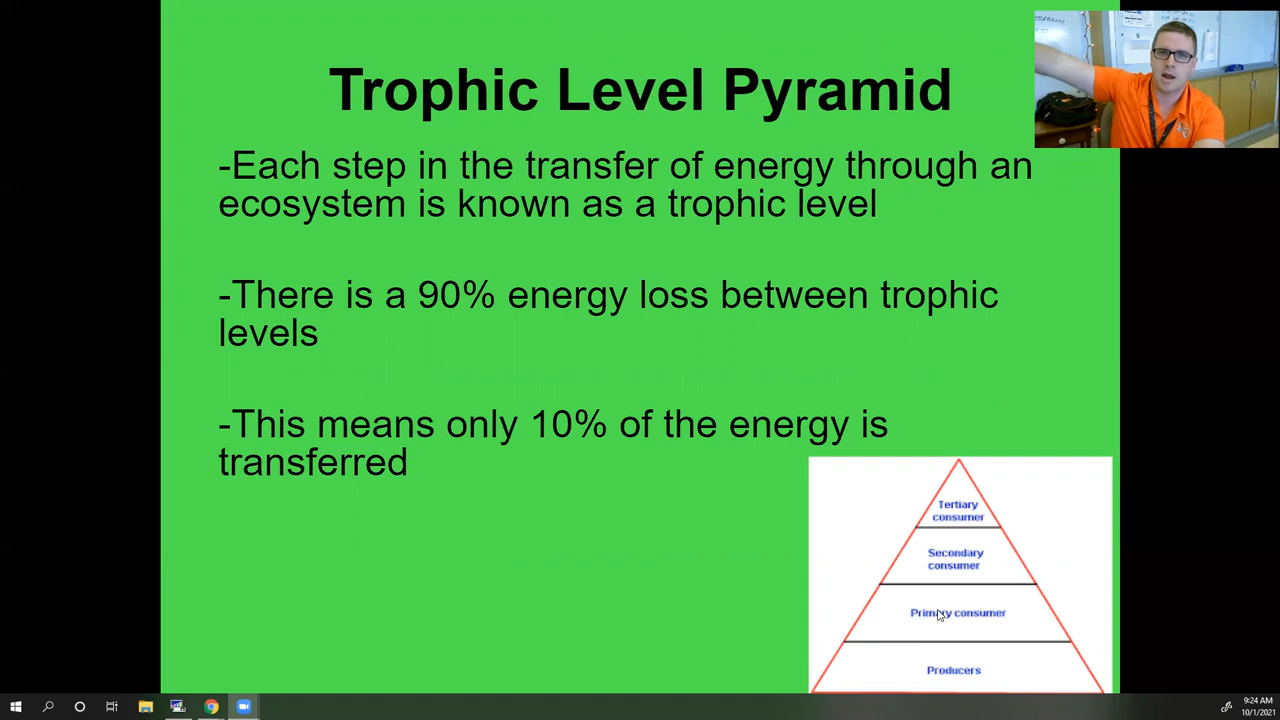 Trophic Level Pyramid
-Each step in the transfer of energy through an
ecosystem is known as a trophic level
-There is a 90% energy loss between trophic
levels
-This means only 10% of the energy is
transferred
Tertiary
consumer
Secondary
consumer
Primary consumer
Producers
9:24 AM
10/1/2021